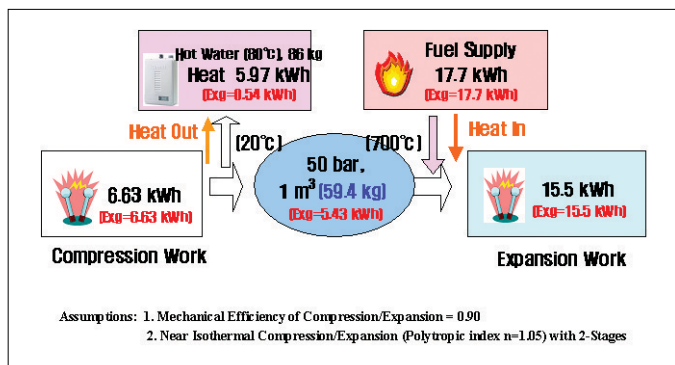 Hot Water (80℃), 86 kg
Heat 5.97 kWh
(Exg=0.54 kWh)
Fuel Supply
17.7 kWh
(Exg=17.7 kWh)
Heat Out
(20℃)
(700℃)
Heat In
6.63 kWh
(Exg=6.63 kWh)
50 bar,
1 m³ (59.4 kg)
(Exg=5.43 kWh)
15.5 kWh
(Exg=15.5 kWh)
Compression Work
Expansion Work
Assumptions: 1. Mechanical Efficiency of Compression/Expansion = 0.90
2. Near Isothermal Compression/Expansion (Polytropic index n=1.05) with 2-Stages